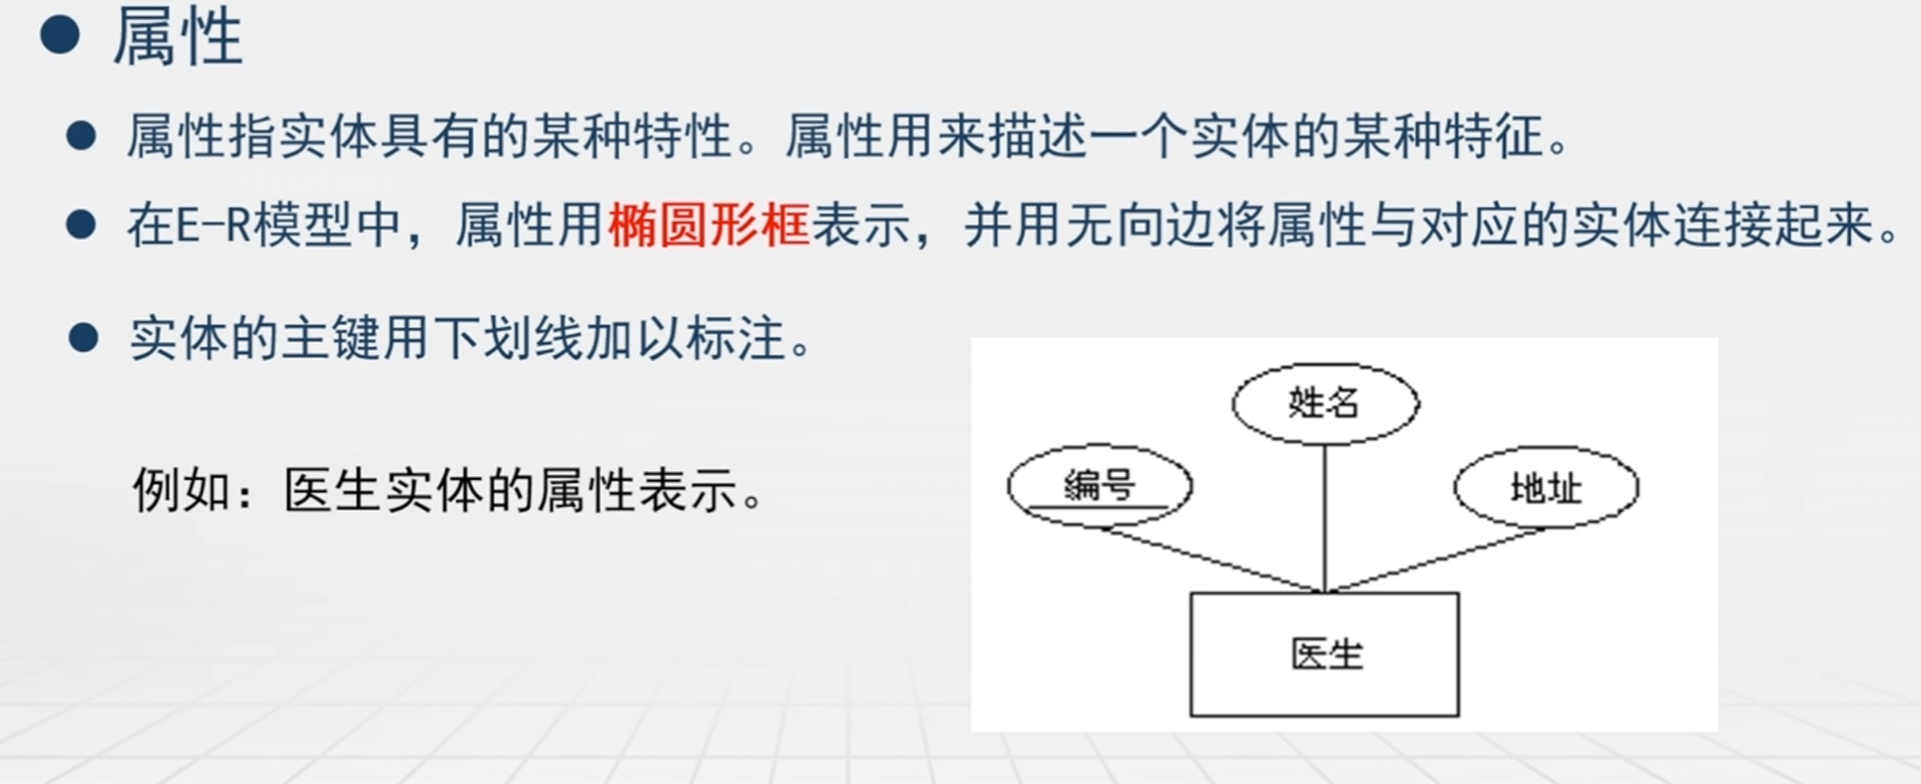 属性
属性指实体具有的某种特性。属性用来描述一个实体的某种特征。
在E-R模型中，属性用椭圆形框表示，并用无向边将属性与对应的实体连接起来。
实体的主键用下划线加以标注。
例如：医生实体的属性表示。
姓名
编号
地址
医生